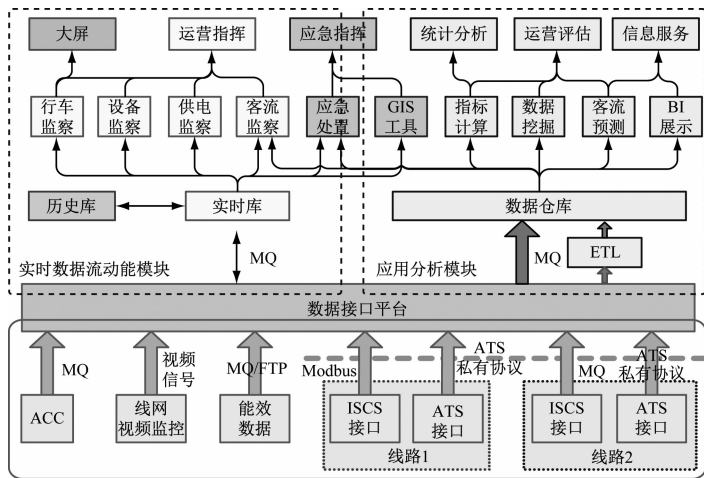 大屏
运营指挥
应急指挥
统计分析
运营评估
信息服务
行车
监察
设备
监察
供电
监察
客流
监察
应急
处置
GIS
工具
指标
计算
数据
挖掘
客流
预测
BI
展示
历史库
实时库
数据仓库
MQ
MQ
ETL
实时数据流动能模块
应用分析模块
数据接口平台
MQ
视频
信号
MQ/FTP
Modbus
ATS
私有协议
MQ
ATS
私有协议
ACC
线网
视频监控
能效
数据
ISCS
接口
ATS
接口
ISCS
接口
ATS
接口
线路1
线路2